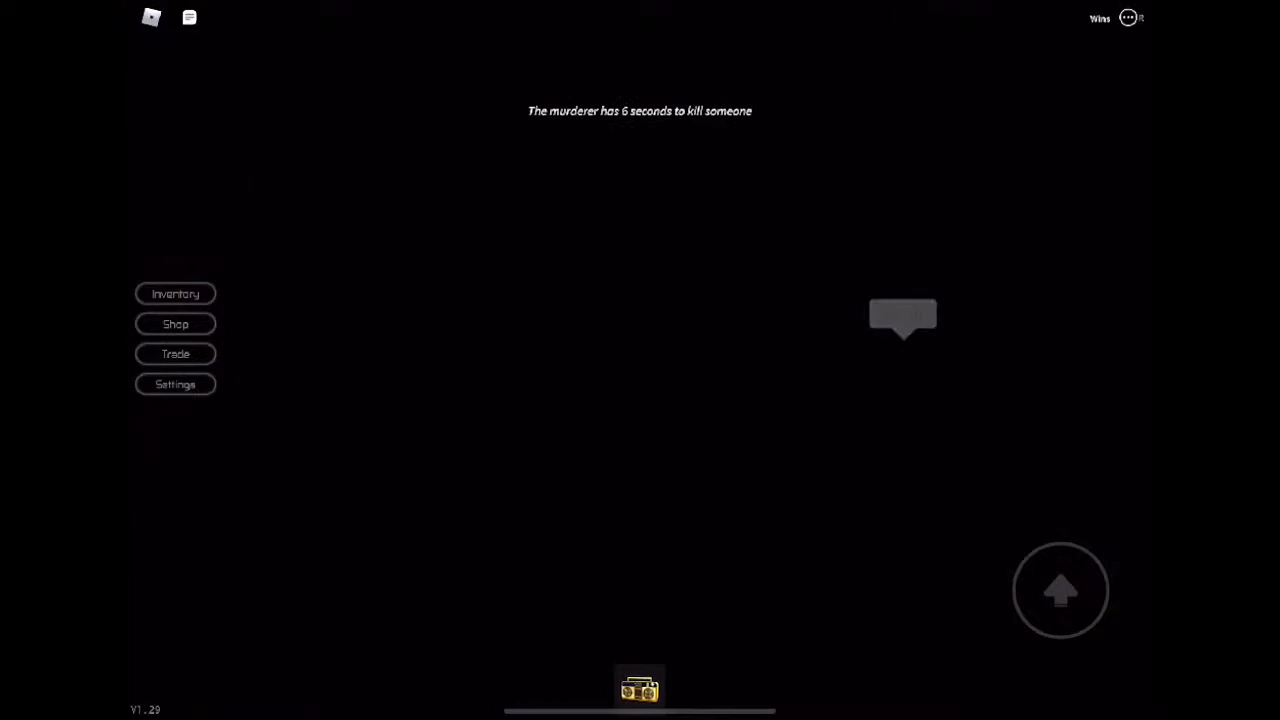 Wins
The murderer has 6 seconds to kill someone
Inventory
Shop
Trade
Settings
V1.29